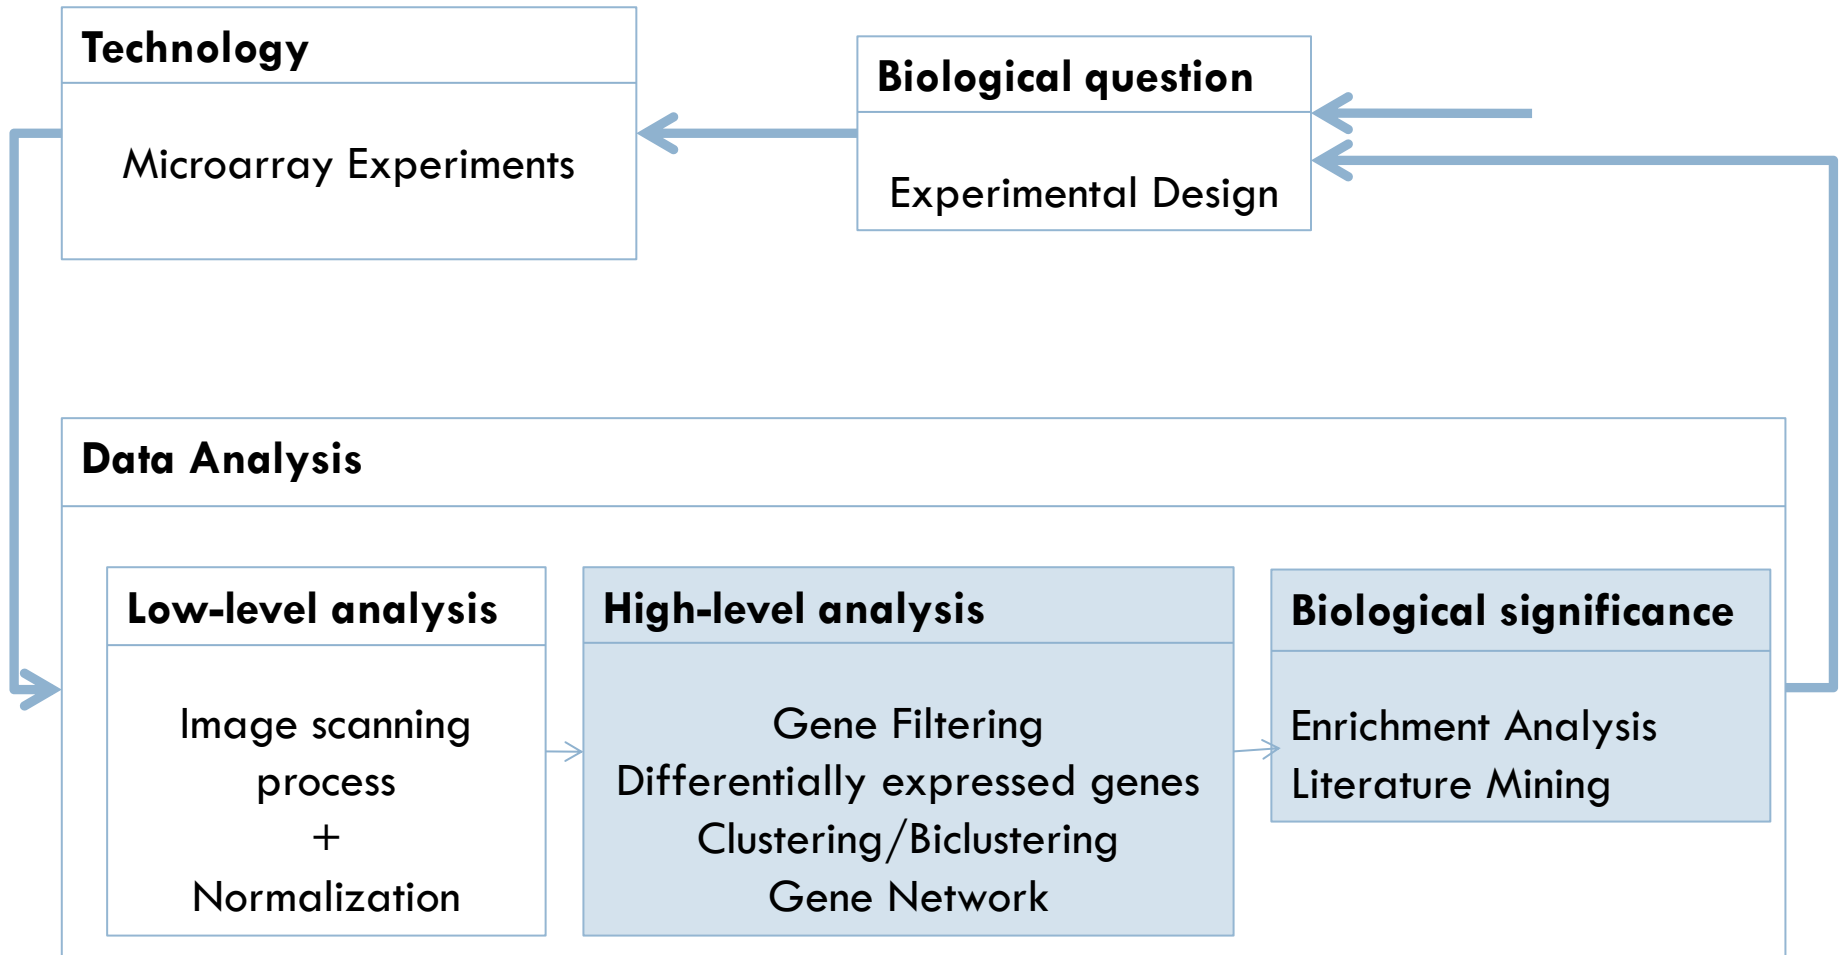 Technology
Microarray Experiments
Biological question
Experimental Design
Data Analysis
Low-level analysis
Image scanning
process
+
Normalization
High-level analysis
Gene Filtering
Differentially expressed genes
Clustering/Biclustering
Gene Network
Biological significance
Enrichment Analysis
Literature Mining